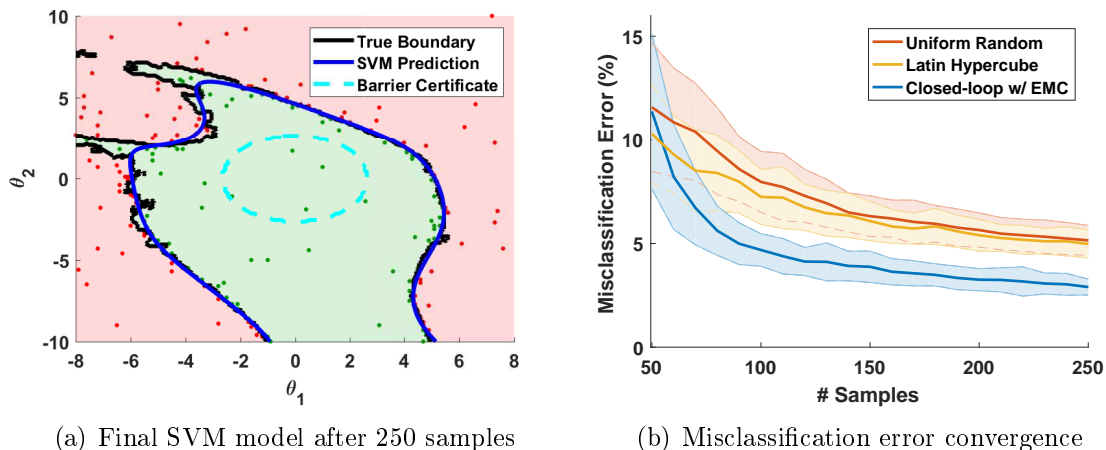 10
5
0
-5
-10
-8
-6
-4
-2
0
2
4
6
8
θ2
θ1
True Boundary
SVM Prediction
Barrier Certificate
(a) Final SVM model after 250 samples
15
10
5
0
50
100
150
200
250
Misclassification Error (%)
# Samples
Uniform Random
Latin Hypercube
Closed-loop w/ EMC
(b) Misclassification error convergence